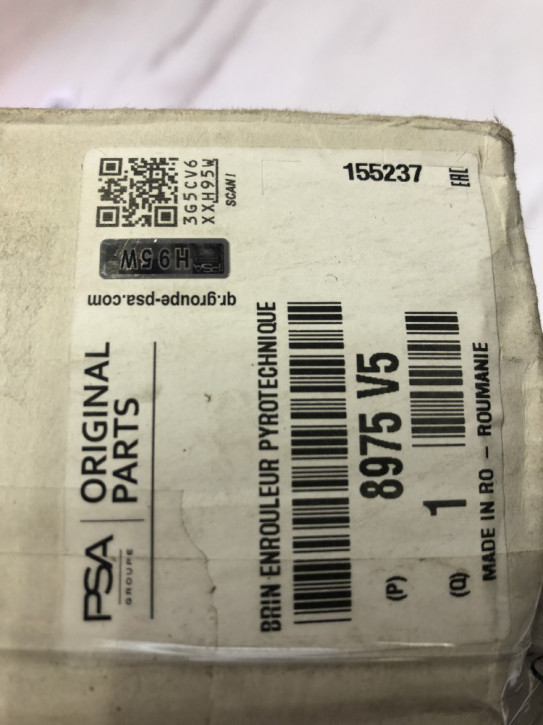 PSA
GROUPE
ORIGINAL
PARTS
qr.groupe-psa.com
PSA
H95W
3G5CV6
XXH95W
SCAN!
BRIN ENROULEUR PYROTECHNIQUE
(P) 8975 V5
(Q) 1
MADE IN RO - ROUMANIE
155237
EAC